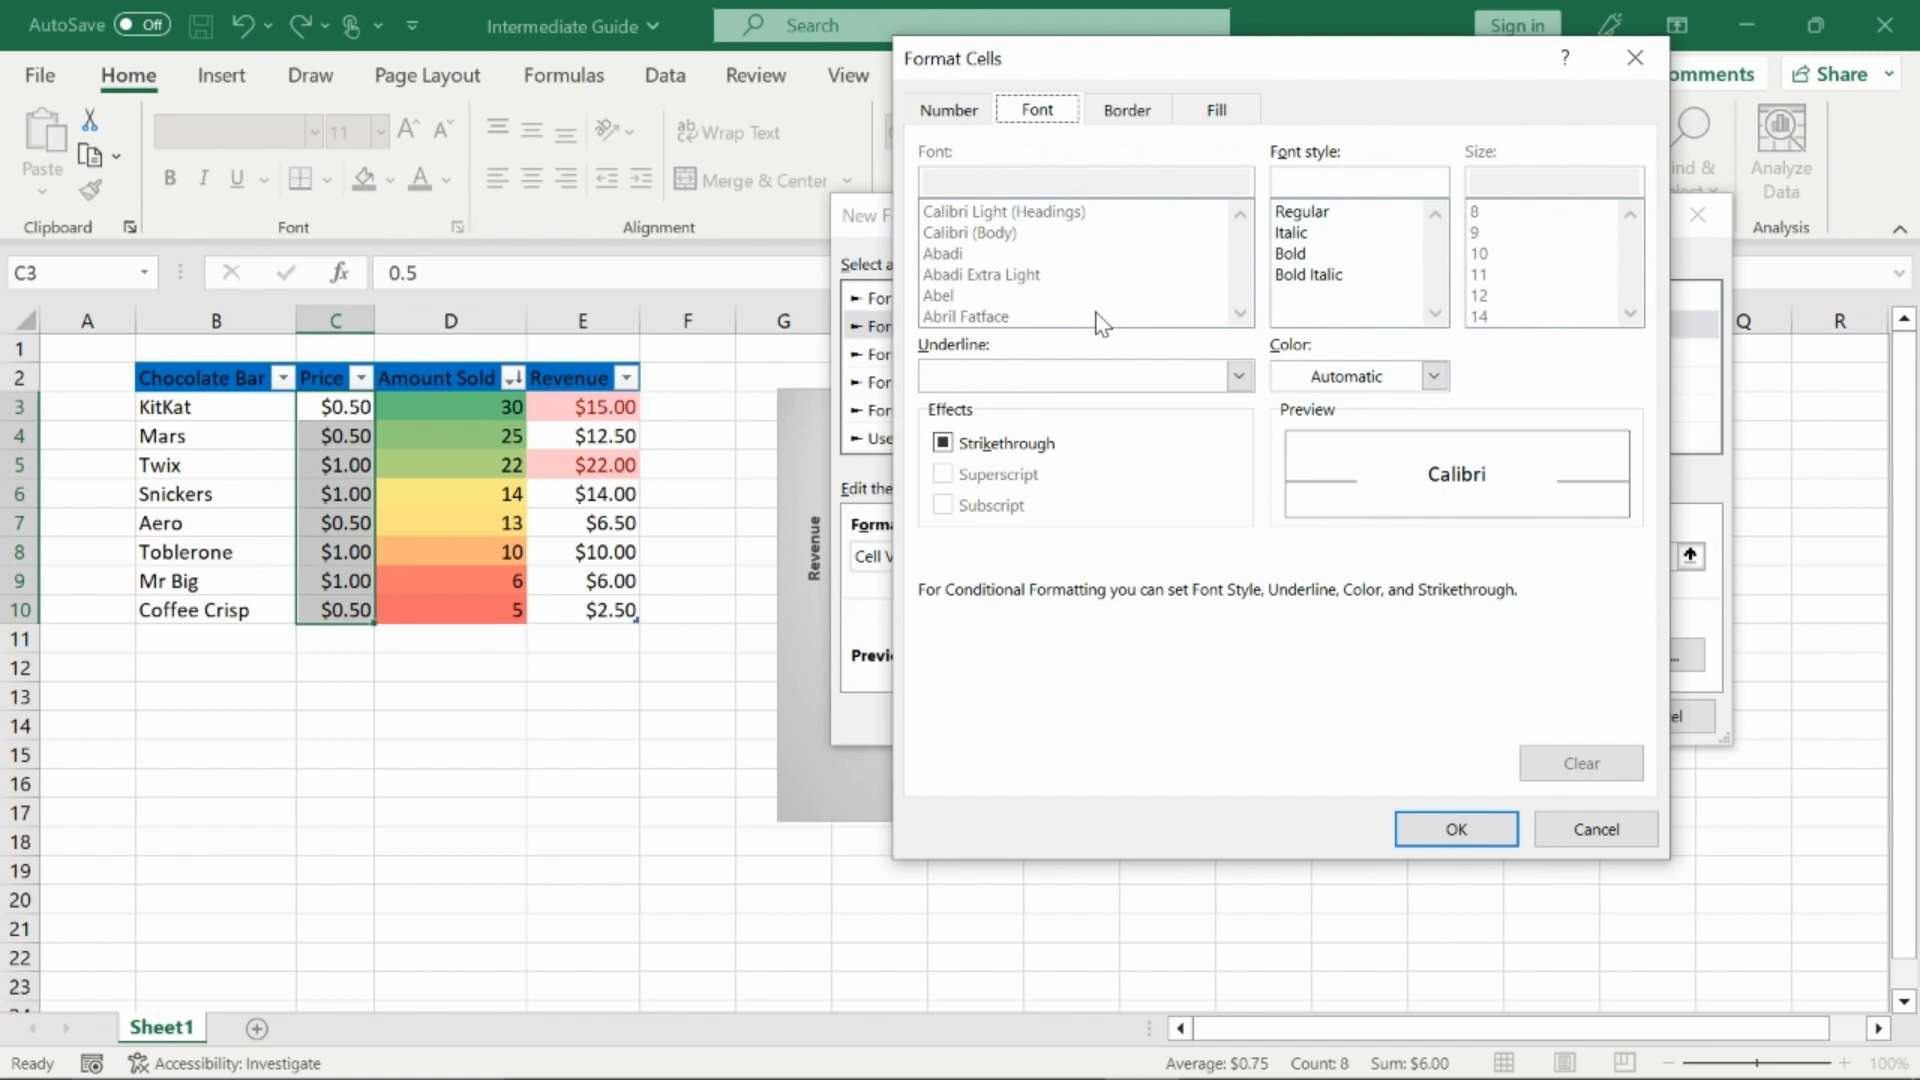 AutoSave Off Intermediate Guide Search Sign in
File Home Insert Draw Page Layout Formulas Data Review View omments Share
Paste 11 Wrap Text Merge & Center Analyze Data
Clipboard Font Alignment Analysis
C3 fx 0.5
A B C D E F G Q R
1
2 Chocolate Bar Price Amount Sold Revenue
3 KitKat $0.50 30 $15.00
4 Mars $0.50 25 $12.50
5 Twix $1.00 22 $22.00
6 Snickers $1.00 14 $14.00
7 Aero $0.50 13 $6.50
8 Toblerone $1.00 10 $10.00
9 Mr Big $1.00 6 $6.00
10 Coffee Crisp $0.50 5 $2.50
11
12
13
14
15
16
17
18
19
20
21
22
23
Revenue
New F
Select a
For
For
For
For
For
Use
Edit the
Forma
Cell V
Previ
...
el
Format Cells ?
Number Font Border Fill
Font: Font style: Size:
Calibri Light (Headings) Regular 8
Calibri (Body) Italic 9
Abadi Bold 10
Abadi Extra Light Bold Italic 11
Abel 12
Abril Fatface 14
Underline: Color:
Automatic
Effects Preview
Strikethrough
Superscript Calibri
Subscript
For Conditional Formatting you can set Font Style, Underline, Color, and Strikethrough.
Clear
OK Cancel
Sheet1
Ready Accessibility: Investigate Average: $0.75 Count: 8 Sum: $6.00 100%